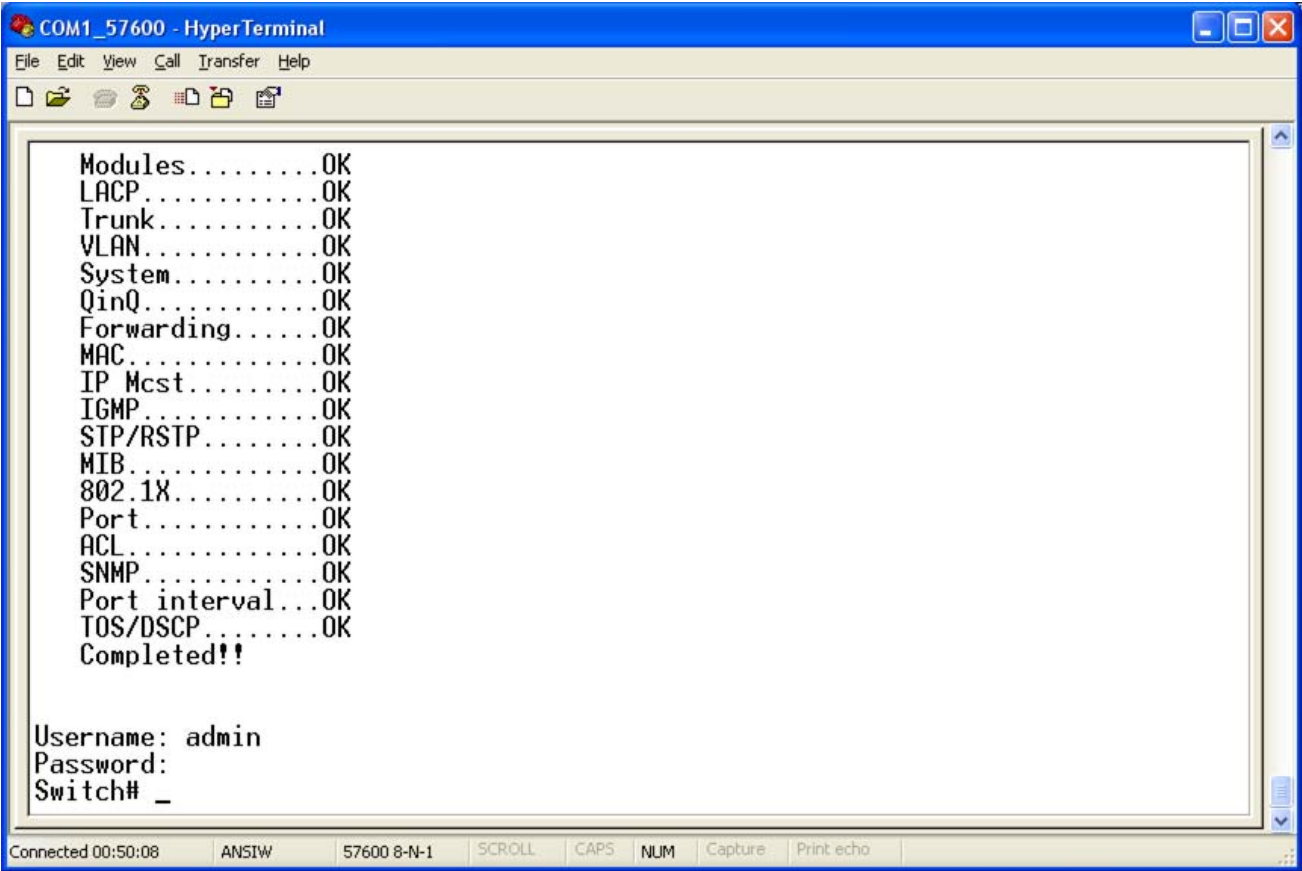 COM1_57600 - HyperTerminal
File Edit View Call Transfer Help
Modules.........OK
LACP............OK
Trunk...........OK
VLAN............OK
System..........OK
QinQ............OK
Forwarding......OK
MAC.............OK
IP Mcst.........OK
IGMP............OK
STP/RSTP........OK
MIB.............OK
802.1X..........OK
Port............OK
ACL.............OK
SNMP............OK
Port interval...OK
TOS/DSCP........OK
Completed!!
Username: admin
Password:
Switch# _
Connected 00:50:08 ANSIW 57600 8-N-1 SCROLL CAPS NUM Capture Print echo